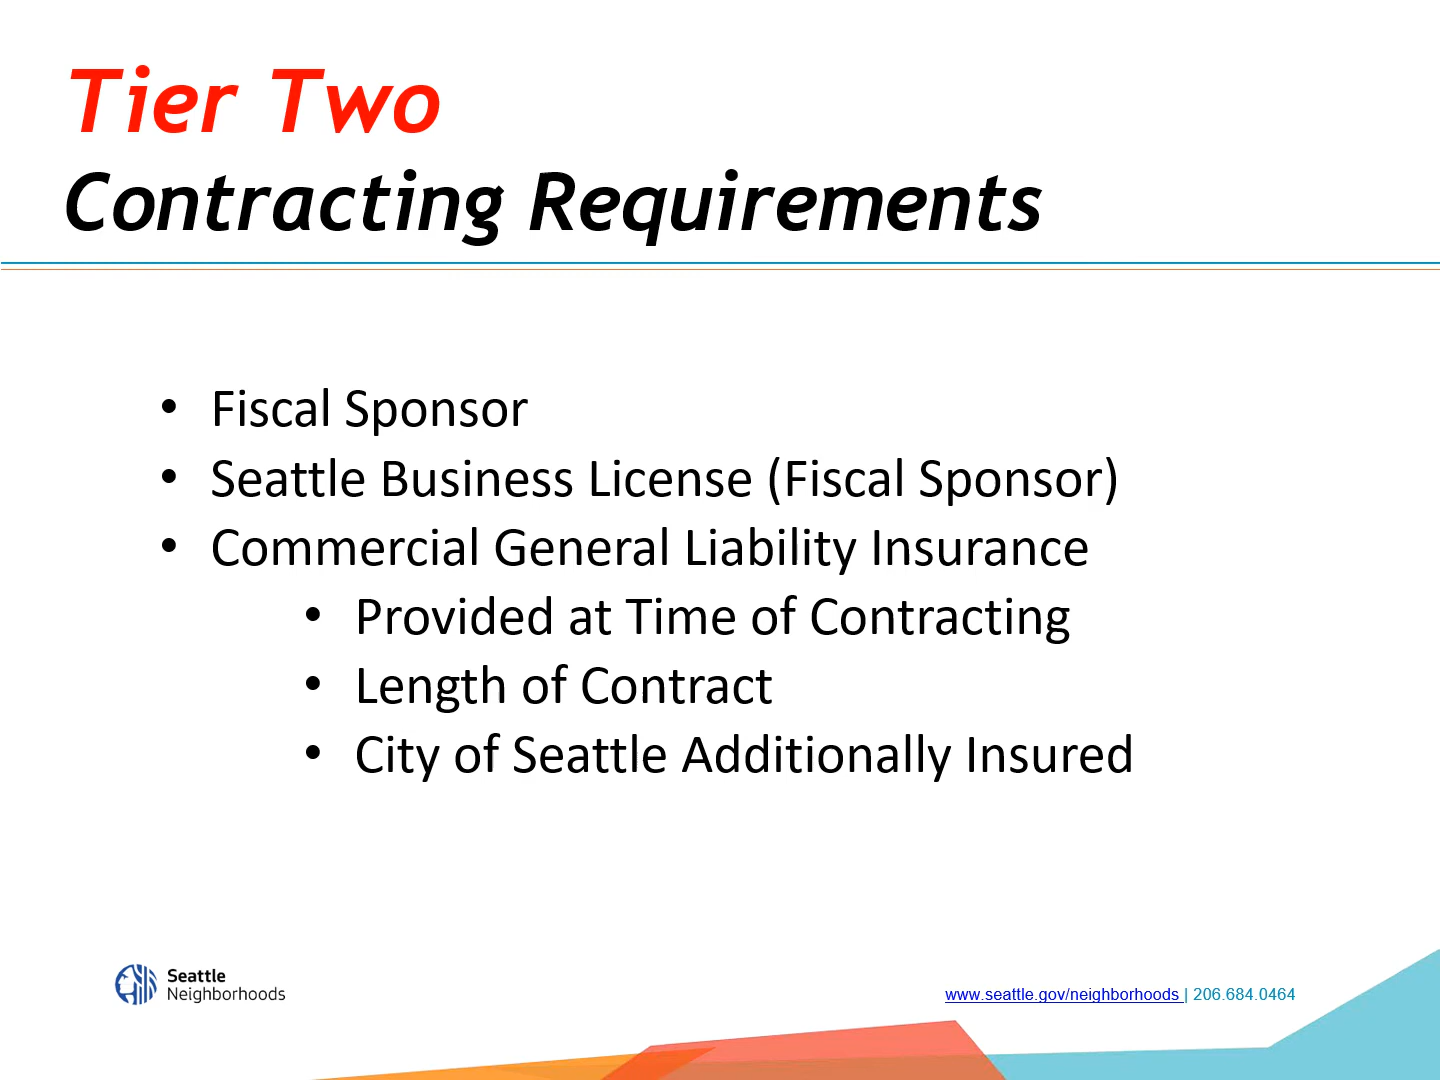 Tier Two
Contracting Requirements
• Fiscal Sponsor
• Seattle Business License (Fiscal Sponsor)
• Commercial General Liability Insurance
• Provided at Time of Contracting
• Length of Contract
• City of Seattle Additionally Insured
Seattle
Neighborhoods
www.seattle.gov/neighborhoods | 206.684.0464